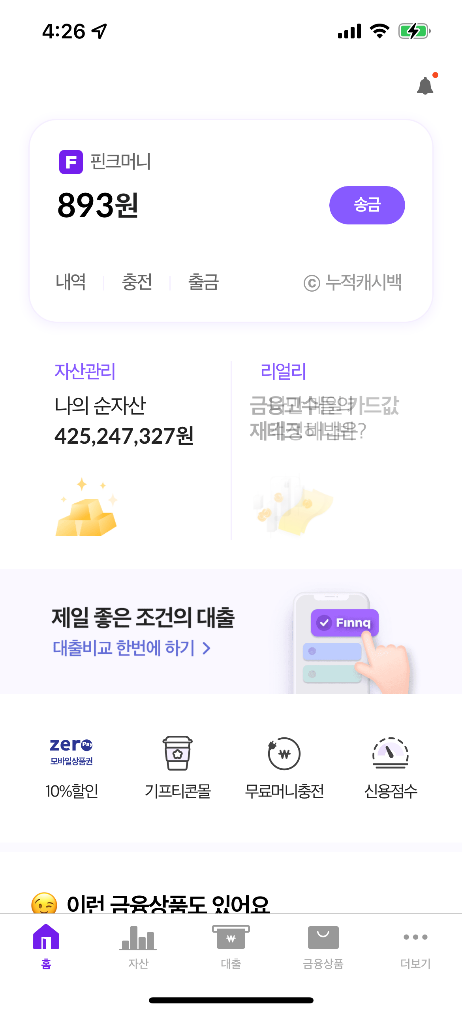 4:26
F 핀크머니
893원
송금
내역
충전
출금
ⓒ 누적캐시백
자산관리
나의 순자산
425,247,327원
리얼리
제일 좋은 조건의 대출
대출비교 한번에 하기 >
Finnq
zero Pay
모바일상품권
10%할인
기프티콘몰
무료머니충전
신용점수
이런 금융상품도 있어요
홈
자산
대출
금융상품
더보기